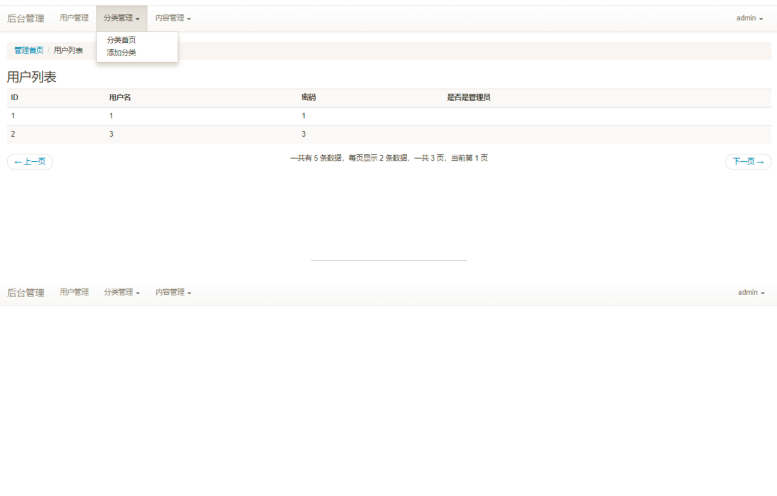 后台管理 用户管理 分类管理 内容管理 admin
分类首页
添加分类
管理首页 / 用户列表
用户列表
ID 用户名 密码 是否是管理员
1 1 1
2 3 3
←上一页 一共有 5 条数据，每页显示 2 条数据，一共 3 页，当前第 1 页 下一页→
后台管理 用户管理 分类管理 内容管理 admin